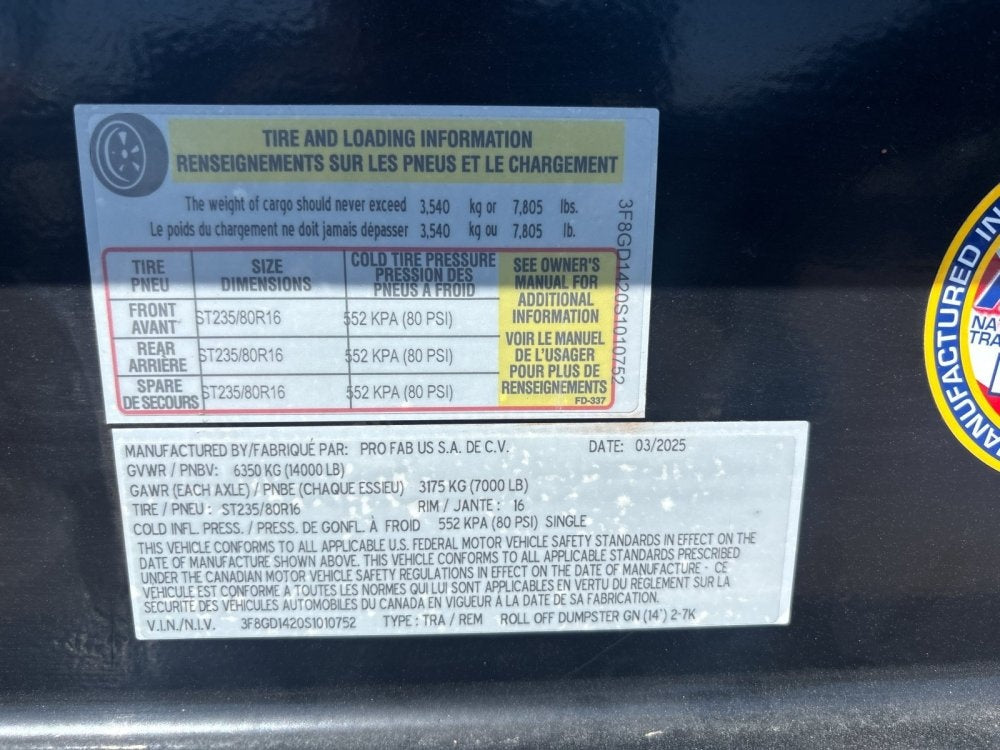 TIRE AND LOADING INFORMATION
RENSEIGNEMENTS SUR LES PNEUS ET LE CHARGEMENT
The weight of cargo should never exceed 3,540 kg or 7,805 lbs.
Le poids du chargement ne doit jamais dépasser 3,540 kg ou 7,805 lb.
3F8GD1420S1010752
TIRE
PNEU
SIZE
DIMENSIONS
COLD TIRE PRESSURE
PRESSION DES
PNEUS A FROID
FRONT
AVANT
ST235/80R16
552 KPA (80 PSI)
REAR
ARRIÈRE
ST235/80R16
552 KPA (80 PSI)
SPARE
DE SECOURS
ST235/80R16
552 KPA (80 PSI)
SEE OWNER'S
MANUAL FOR
ADDITIONAL
INFORMATION
VOIR LE MANUEL
DE L'USAGER
POUR PLUS DE
RENSEIGNEMENTS
FD-337
MANUFACTURED BY/FABRIQUÉ PAR: PRO FAB US S.A. DE C.V. DATE: 03/2025
GVWR / PNBV: 6350 KG (14000 LB)
GAWR (EACH AXLE) / PNBE (CHAQUE ESSIEU) 3175 KG (7000 LB)
TIRE / PNEU : ST235/80R16 RIM / JANTE : 16
COLD INFL. PRESS. / PRESS. DE GONFL. À FROID 552 KPA (80 PSI) SINGLE
THIS VEHICLE CONFORMS TO ALL APPLICABLE U.S. FEDERAL MOTOR VEHICLE SAFETY STANDARDS IN EFFECT ON THE
DATE OF MANUFACTURE SHOWN ABOVE. THIS VEHICLE CONFORMS TO ALL APPLICABLE STANDARDS PRESCRIBED
UNDER THE CANADIAN MOTOR VEHICLE SAFETY REGULATIONS IN EFFECT ON THE DATE OF MANUFACTURE - CE
VÉHICULE EST CONFORME A TOUTES LES NORMES QUI LUI SONT APPLICABLES EN VERTU DU RÈGLEMENT SUR LA
SÉCURITÉ DES VÉHICULES AUTOMOBILES DU CANADA EN VIGUEUR À LA DATE DE SA FABRICATION.
V.I.N./N.I.V. 3F8GD1420S1010752 TYPE : TRA / REM ROLL OFF DUMPSTER GN (14') 2-7K
MANUFACTURED IN